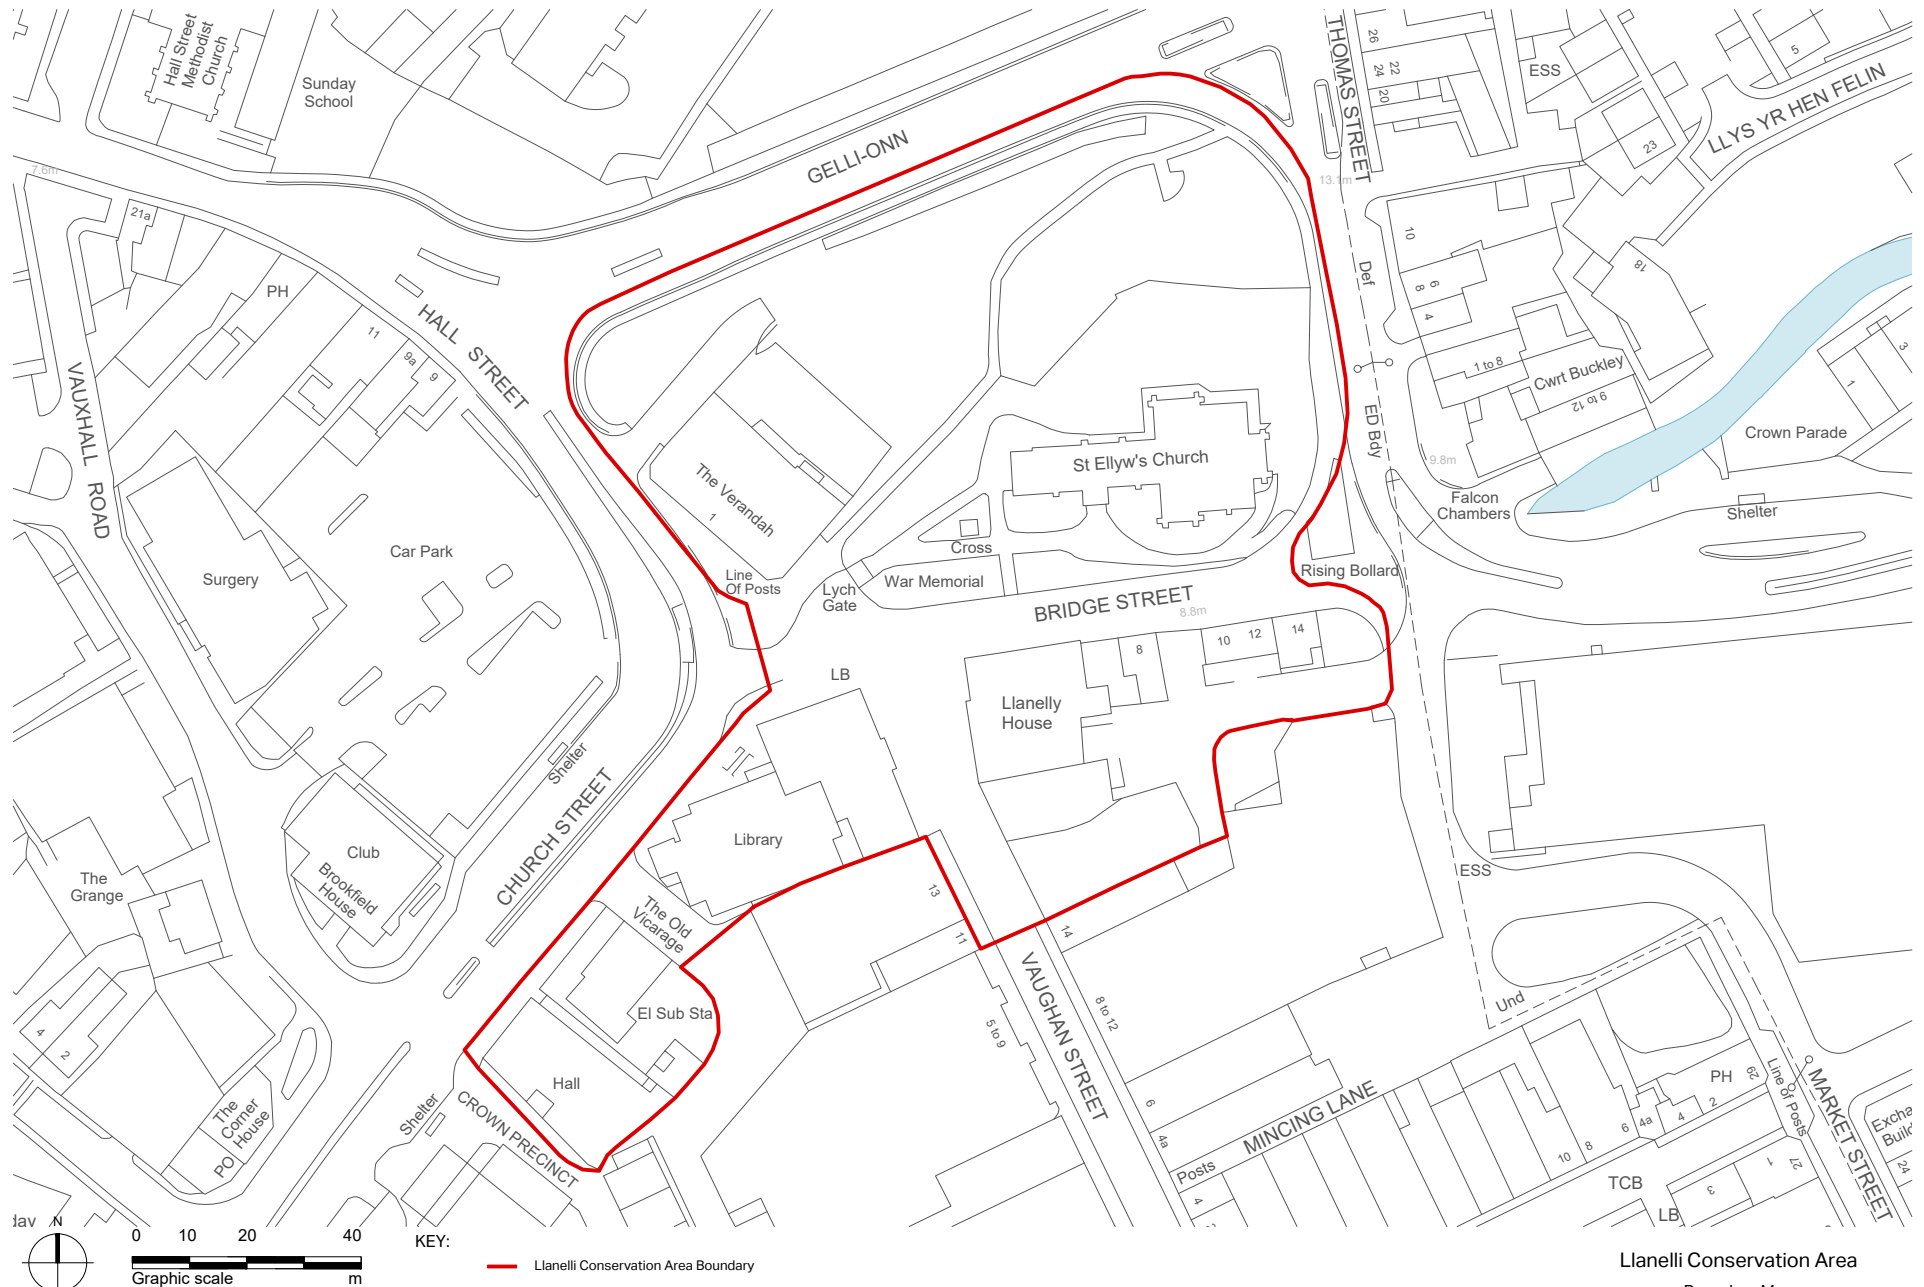 Hall Street
Methodist
Church
Sunday
School
7.6m
21a
PH
11
9a
9
HALL STREET
GELLI-ONN
THOMAS STREET
26
22
24
20
ESS
5
LLYS YR HEN FELIN
23
13.1m
10
Def
6
8
4
18
1 to 8
Cwrt Buckley
9 to 12
3
1
Crown Parade
ED Bdy
9.8m
Falcon
Chambers
Shelter
VAUXHALL ROAD
Surgery
Car Park
The Verandah
1
Line
Of Posts
Lych
Gate
St Ellyw's Church
Cross
War Memorial
Rising Bollard
BRIDGE STREET
8.8m
8
10
12
14
LB
Llanelly
House
Library
Shelter
CHURCH STREET
Club
Brookfield
House
The
Grange
The Old
Vicarage
13
11
14
ESS
VAUGHAN STREET
5 to 9
8 to 12
El Sub Sta
Hall
CROWN PRECINCT
Shelter
4
2
The
Corner
House
PO
6
4a
Posts
4
MINCING LANE
Und
10
8
6
4a
4
2
PH
29
Line of Posts
MARKET STREET
TCB
LB
3
1
27
24
N
0 10 20 40
Graphic scale m
KEY:
Llanelli Conservation Area Boundary
Llanelli Conservation Area